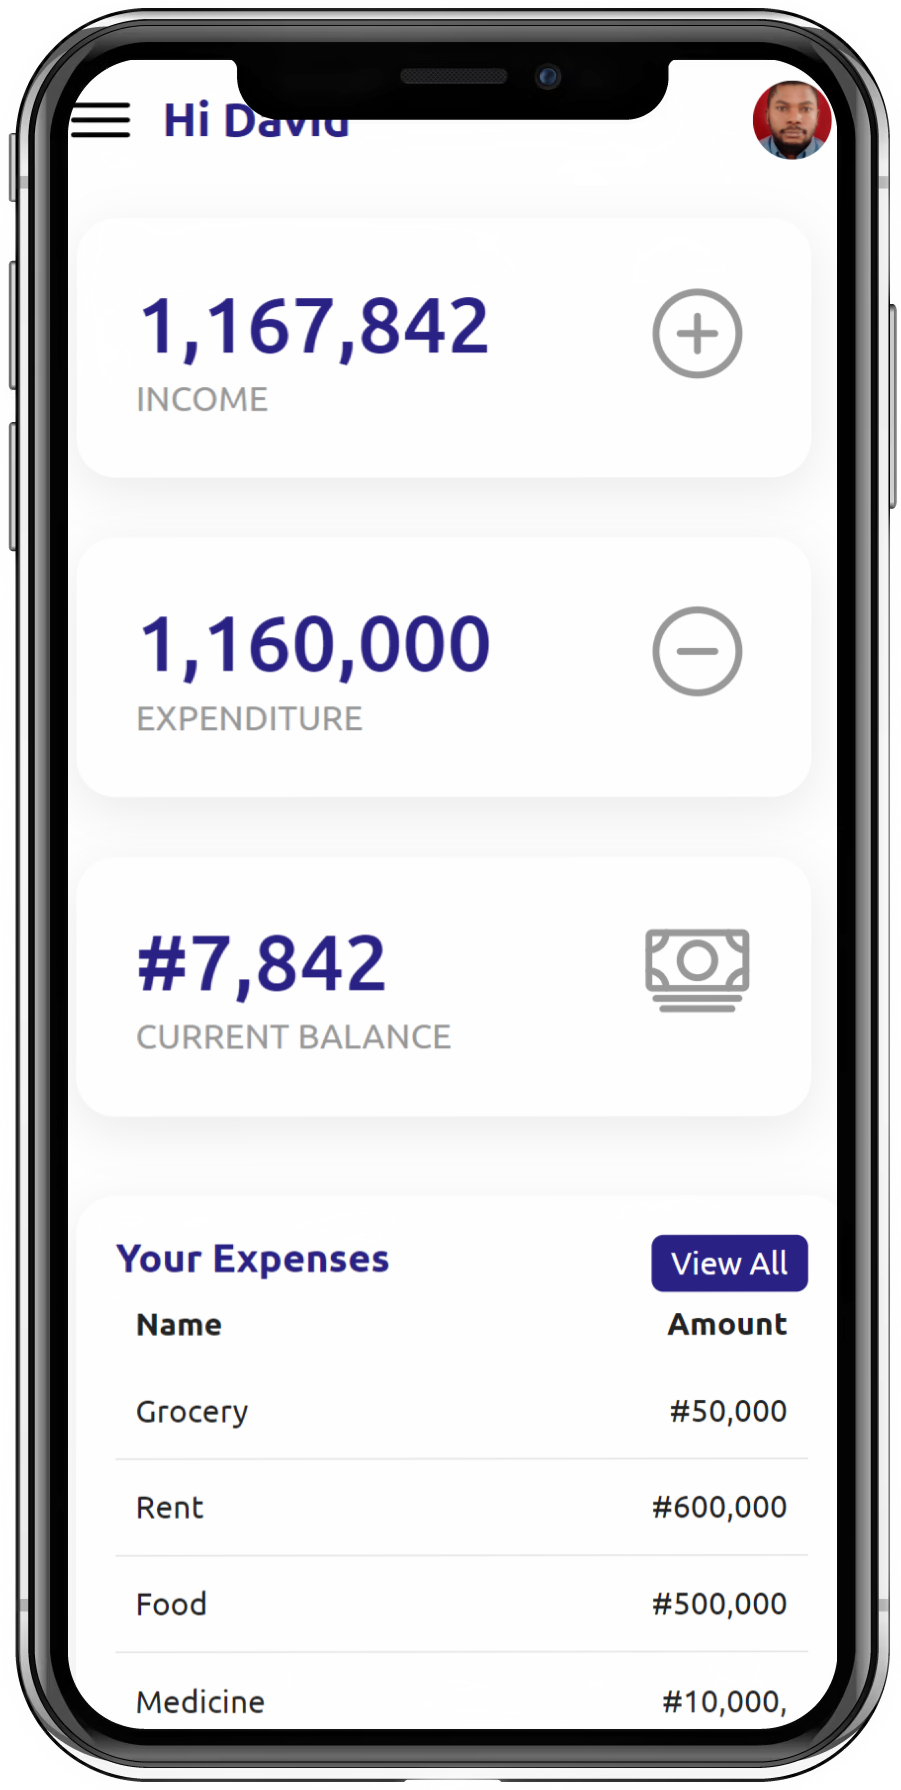 Hi David
1,167,842
INCOME
1,160,000
EXPENDITURE
#7,842
CURRENT BALANCE
Your Expenses View All
Name Amount
Grocery #50,000
Rent #600,000
Food #500,000
Medicine #10,000,